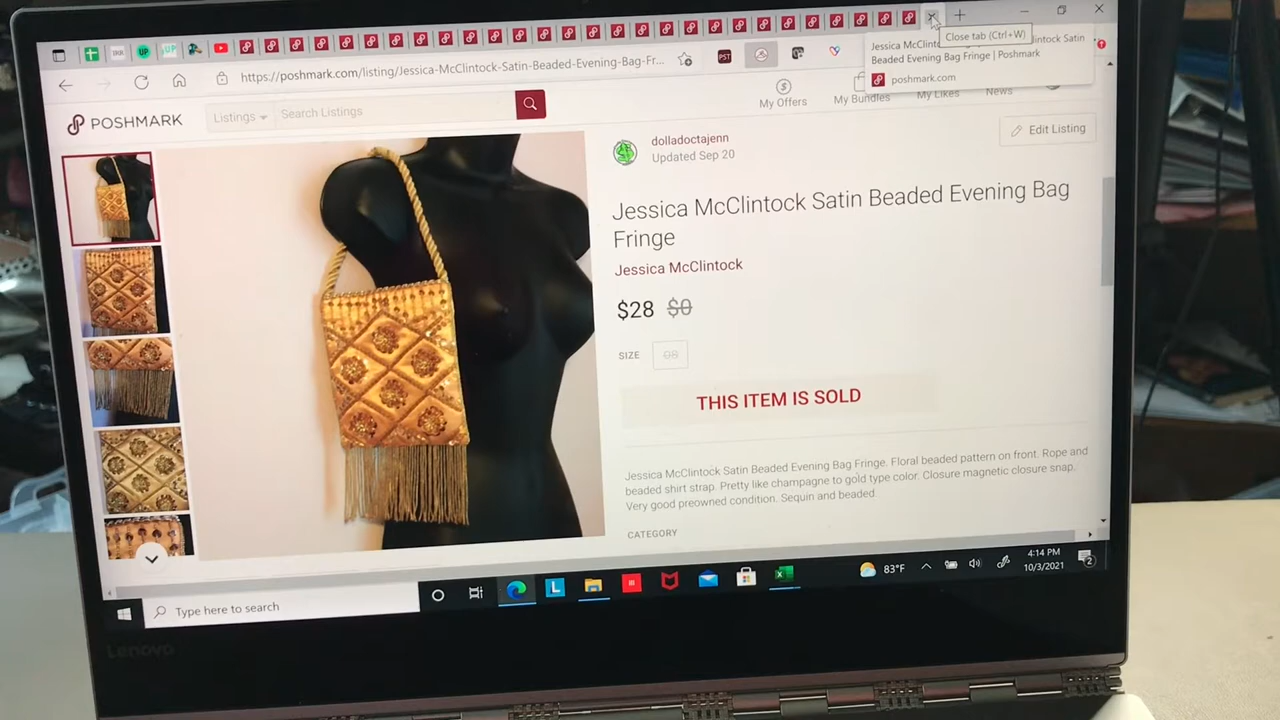 Close tab (Ctrl+W)
Jessica McClint
lintock Satin
Beaded Evening Bag Fringe | Poshmark
poshmark.com
https://poshmark.com/listing/Jessica-McClintock-Satin-Beaded-Evening-Bag-Fr...
PST
POSHMARK
Listings
Search Listings
My Offers
My Bundles
My Likes
News
Edit Listing
dolladoctajenn
Updated Sep 20
Jessica McClintock Satin Beaded Evening Bag
Fringe
Jessica McClintock
$28 $0
SIZE OS
THIS ITEM IS SOLD
Jessica McClintock Satin Beaded Evening Bag Fringe. Floral beaded pattern on front. Rope and
beaded shirt strap. Pretty like champagne to gold type color. Closure magnetic closure snap.
Very good preowned condition. Sequin and beaded.
CATEGORY
Type here to search
L
83°F
4:14 PM
10/3/2021
2
Lenovo